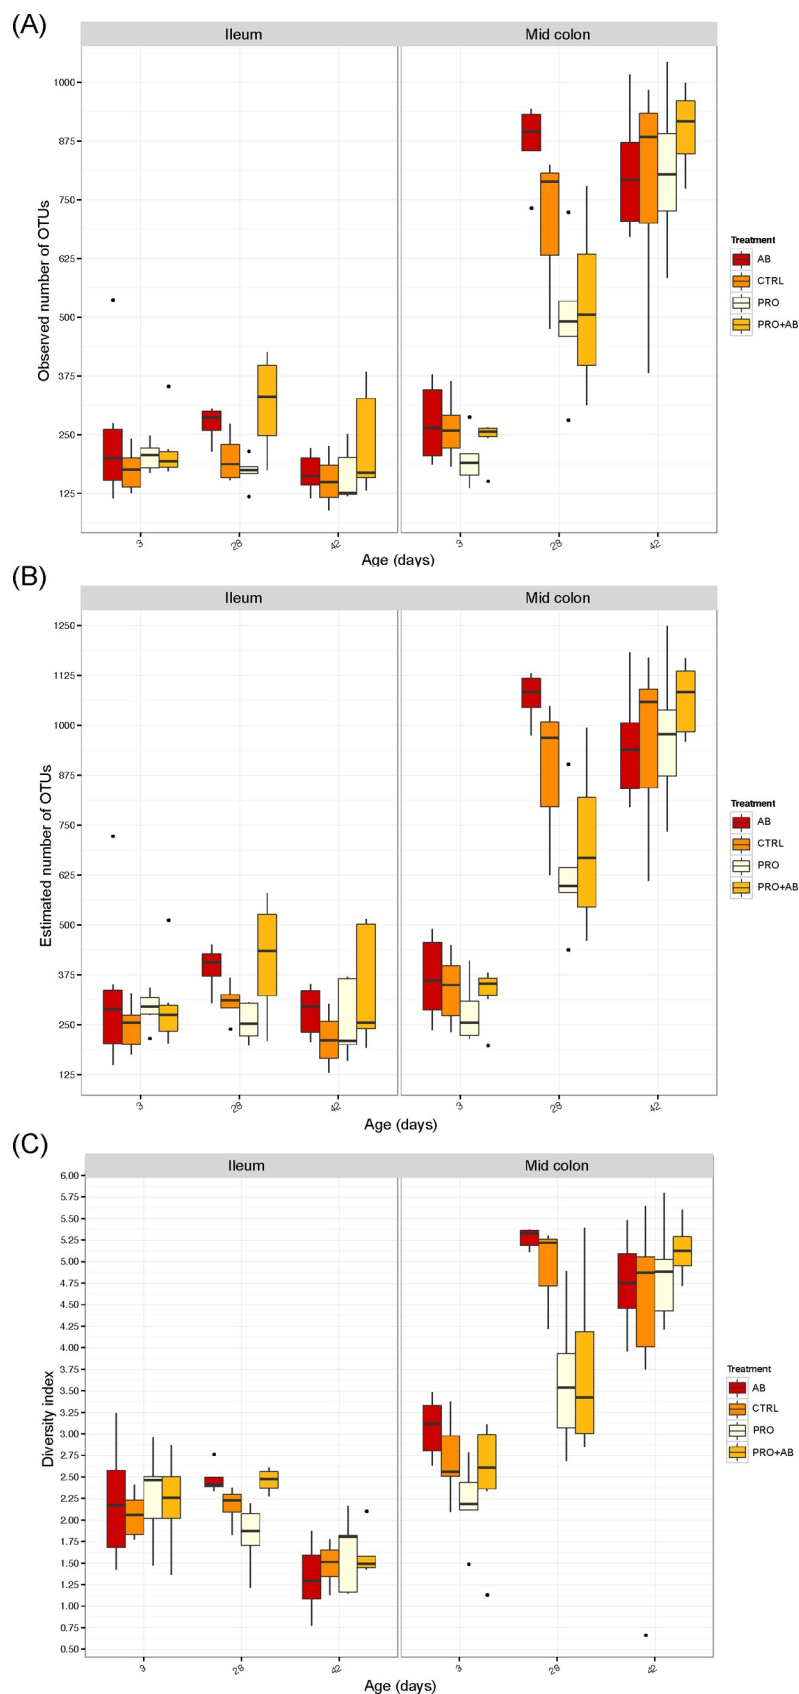 (A)
Ileum
Mid colon
Observed number of OTUs
1000
875
750
625
500
375
250
125
3
28
42
3
28
42
Age (days)
Treatment
AB
CTRL
PRO
PRO+AB
(B)
Ileum
Mid colon
Estimated number of OTUs
1250
1125
1000
875
750
625
500
375
250
125
3
28
42
3
28
42
Age (days)
Treatment
AB
CTRL
PRO
PRO+AB
(C)
Ileum
Mid colon
Diversity index
6.00
5.75
5.50
5.25
5.00
4.75
4.50
4.25
4.00
3.75
3.50
3.25
3.00
2.75
2.50
2.25
2.00
1.75
1.50
1.25
1.00
0.75
0.50
3
28
42
3
28
42
Age (days)
Treatment
AB
CTRL
PRO
PRO+AB